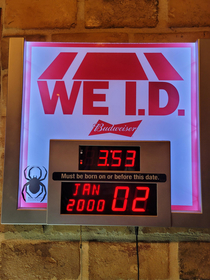 WE I.D.
Budweiser
3:53
Must be born on or before this date.
JAN
2000 02